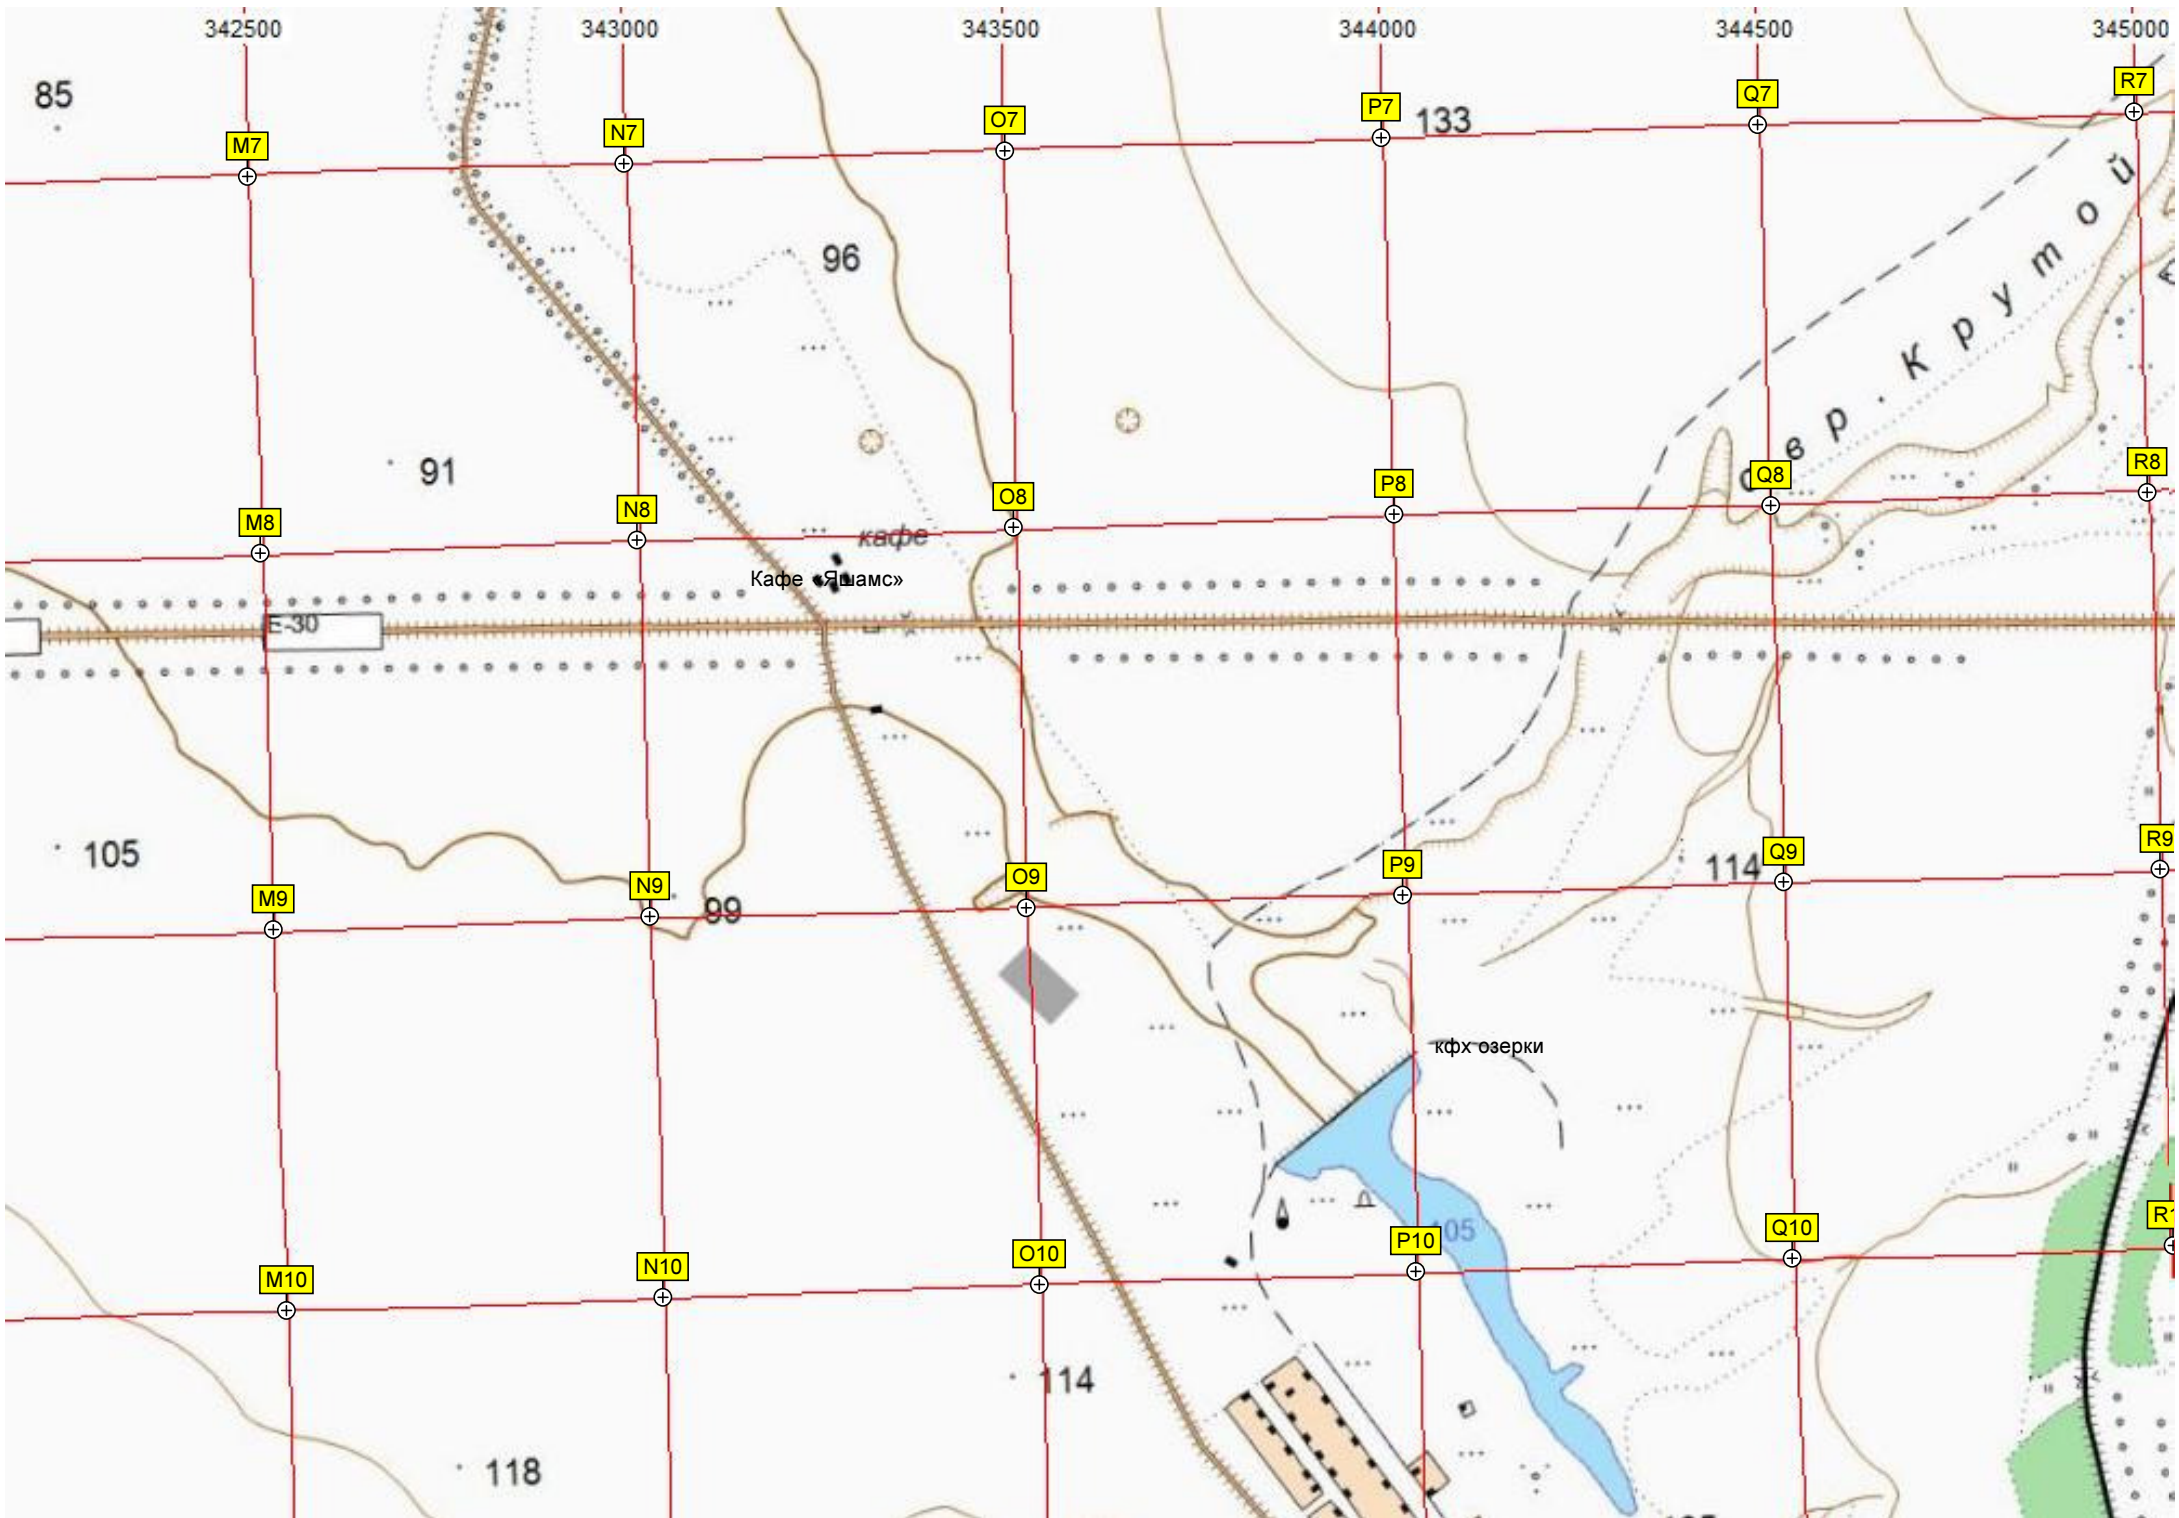 342500 343000 343500 344000 344500 345000
85
M7 N7 O7 P7 133 Q7 R7
96
овр. Крутой
91
M8 N8 O8 P8 Q8 R8
кафе
Кафе «Яшамс»
E-30
105
M9 N9 99 O9 P9 114 Q9 R9
кфх озерки
105
M10 N10 O10 P10 Q10
114
118